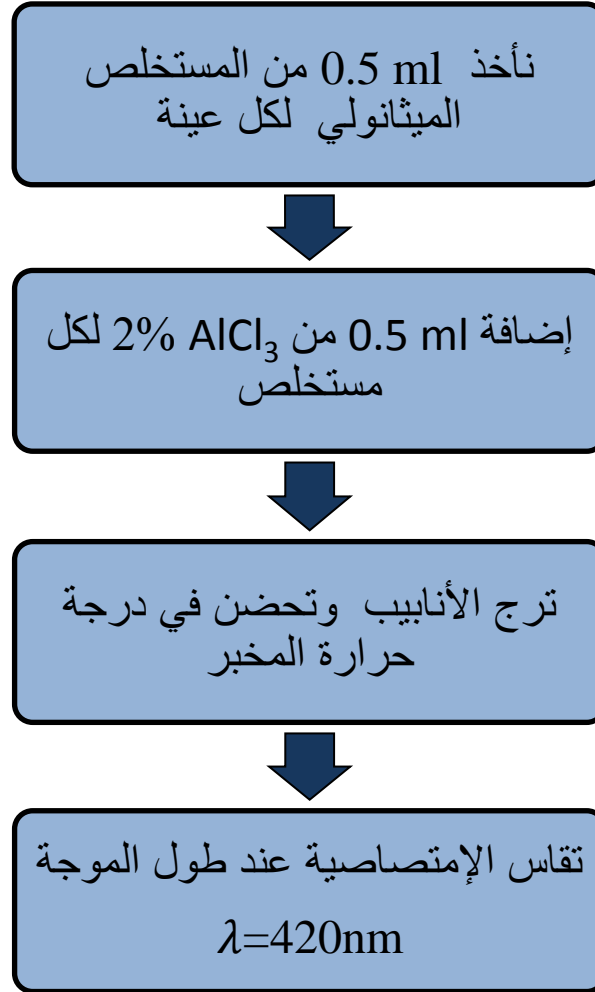 نأخذ 0.5 ml من المستخلص
الميثانولي لكل عينة
إضافة 0.5 ml من AlCl₃ 2% لكل
مستخلص
ترج الأنابيب وتحضن في درجة
حرارة المخبر
تقاس الإمتصاصية عند طول الموجة
λ=420nm